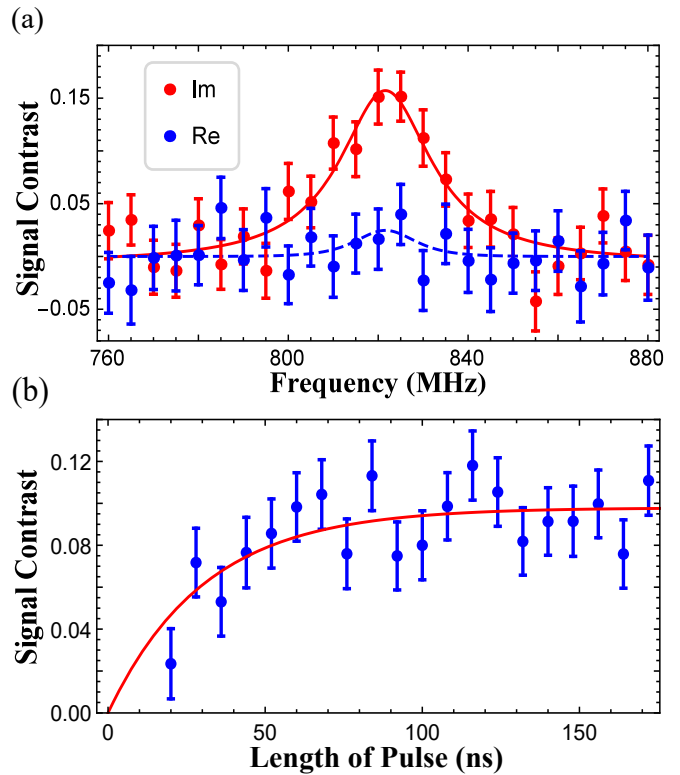 (a)
Signal Contrast
0.15
0.05
−0.05
Im
Re
760
800
840
880
Frequency (MHz)
(b)
Signal Contrast
0.12
0.08
0.04
0.00
0
50
100
150
Length of Pulse (ns)